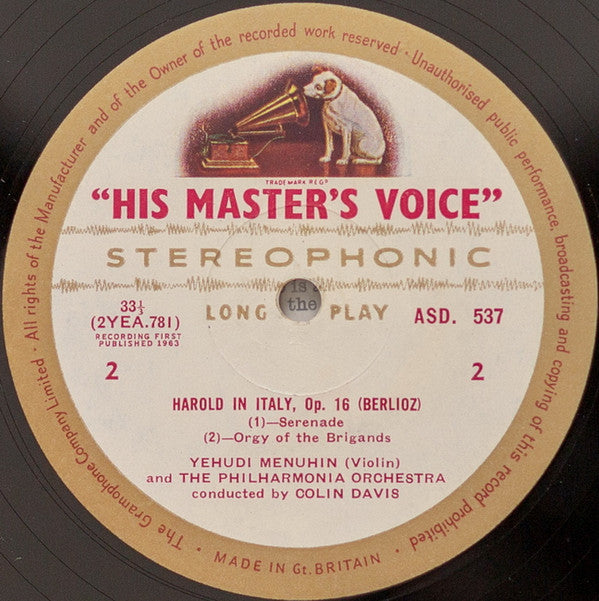 The Gramophone Company Limited · All rights of the Manufacturer and of the Owner of the recorded work reserved · Unauthorised public performance, broadcasting and copying of this record prohibited ·
TRADE MARK REGD
“HIS MASTER'S VOICE”
STEREOPHONIC
is
the
33⅓
(2YEA.781)
RECORDING FIRST
PUBLISHED 1963
LONG PLAY
ASD. 537
2
2
HAROLD IN ITALY, Op. 16 (BERLIOZ)
(1)—Serenade
(2)—Orgy of the Brigands
YEHUDI MENUHIN (Violin)
and THE PHILHARMONIA ORCHESTRA
conducted by COLIN DAVIS
MADE IN Gt. BRITAIN